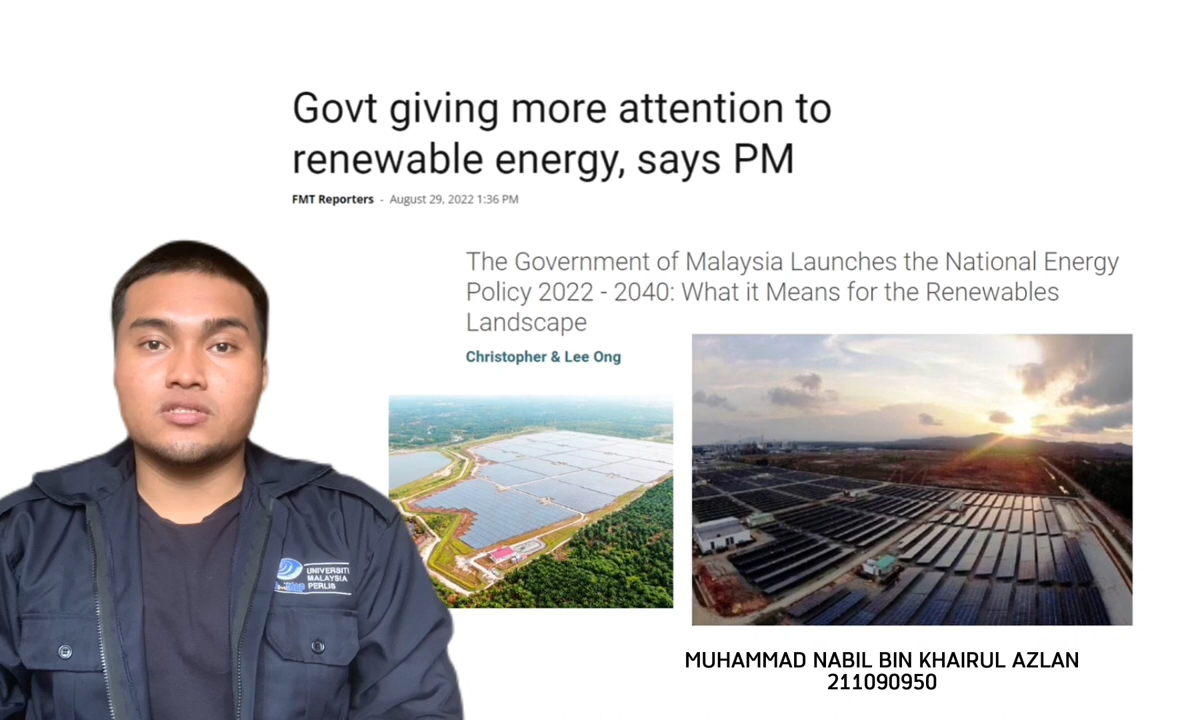 Govt giving more attention to
renewable energy, says PM
FMT Reporters - August 29, 2022 1:36 PM
The Government of Malaysia Launches the National Energy
Policy 2022 - 2040: What it Means for the Renewables
Landscape
Christopher & Lee Ong
UNIVERSITI
MALAYSIA
PERLIS
MUHAMMAD NABIL BIN KHAIRUL AZLAN
211090950